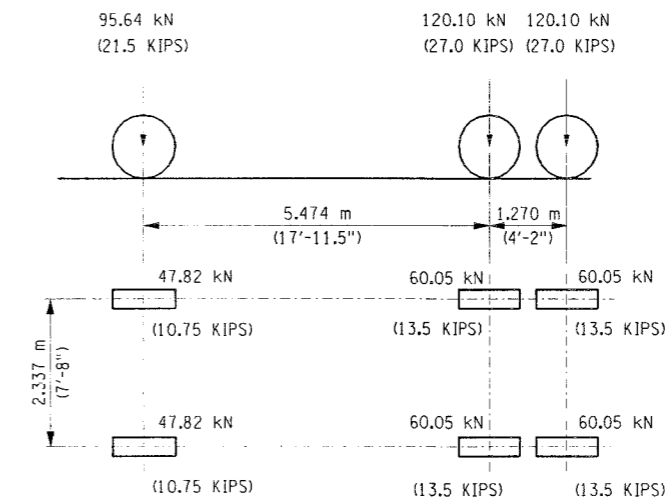 95.64 kN 120.10 kN 120.10 kN
(21.5 KIPS) (27.0 KIPS) (27.0 KIPS)
5.474 m 1.270 m
(17'-11.5") (4'-2")
47.82 kN 60.05 kN 60.05 kN
(10.75 KIPS) (13.5 KIPS) (13.5 KIPS)
2.337 m
(7'-8")
47.82 kN 60.05 kN 60.05 kN
(10.75 KIPS) (13.5 KIPS) (13.5 KIPS)